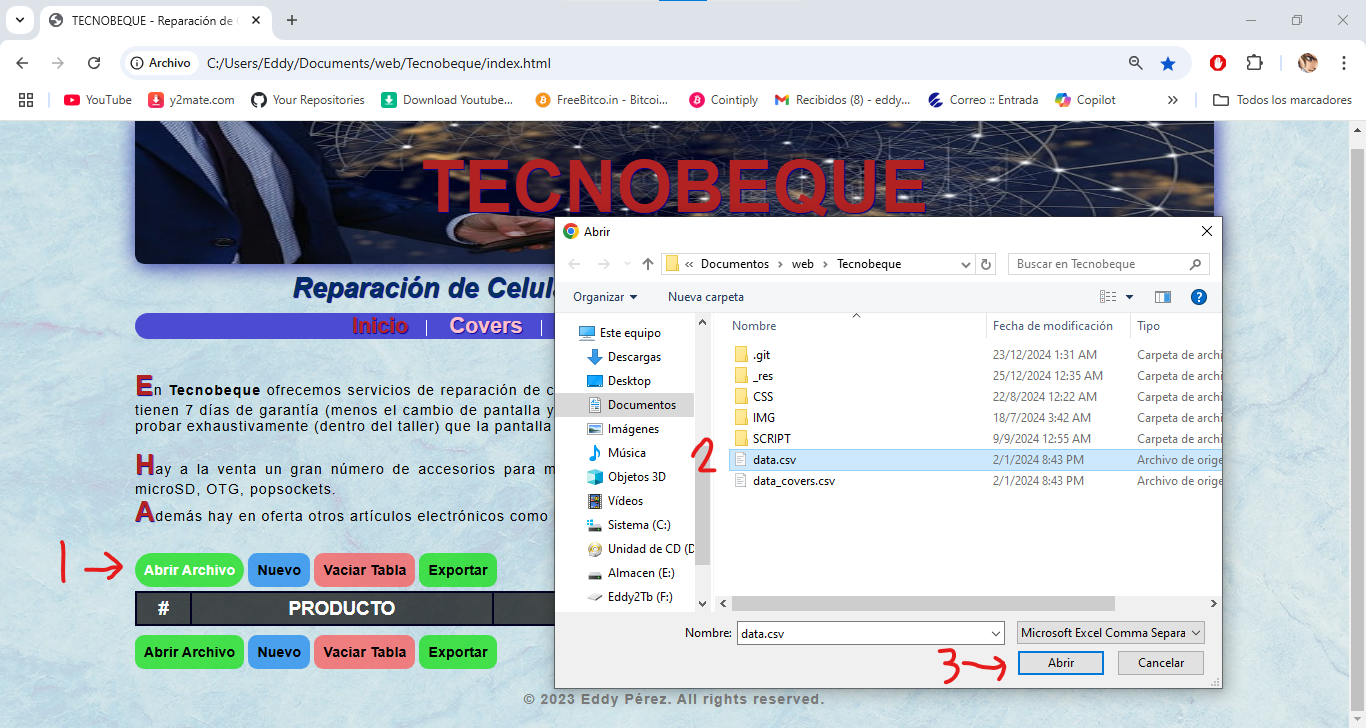 TECNOBEQUE - Reparación de
Archivo C:/Users/Eddy/Documents/web/Tecnobeque/index.html
YouTube y2mate.com Your Repositories Download Youtube... FreeBitco.in - Bitcoi... Cointiply Recibidos (8) - eddy... Correo :: Entrada Copilot » Todos los marcadores
TECNOBEQUE
Reparación de Celul
Inicio | Covers |
En Tecnobeque ofrecemos servicios de reparación de c
tienen 7 días de garantía (menos el cambio de pantalla y
probar exhaustivamente (dentro del taller) que la pantalla
Hay a la venta un gran número de accesorios para m
microSD, OTG, popsockets.
Además hay en oferta otros artículos electrónicos como
1
Abrir Archivo Nuevo Vaciar Tabla Exportar
# PRODUCTO
Abrir Archivo Nuevo Vaciar Tabla Exportar
© 2023 Eddy Pérez. All rights reserved.
Abrir
« Documentos › web › Tecnobeque
Buscar en Tecnobeque
Organizar Nueva carpeta ?
Este equipo
Descargas
Desktop
Documentos
Imágenes
Música
Objetos 3D
Vídeos
Sistema (C:)
Unidad de CD (D
Almacen (E:)
Eddy2Tb (F:)
Nombre Fecha de modificación Tipo
.git 23/12/2024 1:31 AM Carpeta de archi
_res 25/12/2024 12:35 AM Carpeta de archi
CSS 22/8/2024 12:22 AM Carpeta de archi
IMG 18/7/2024 3:42 AM Carpeta de archi
SCRIPT 9/9/2024 12:55 AM Carpeta de archi
2
data.csv 2/1/2024 8:43 PM Archivo de orige
data_covers.csv 2/1/2024 8:43 PM Archivo de orige
Nombre: data.csv Microsoft Excel Comma Separa
3
Abrir Cancelar